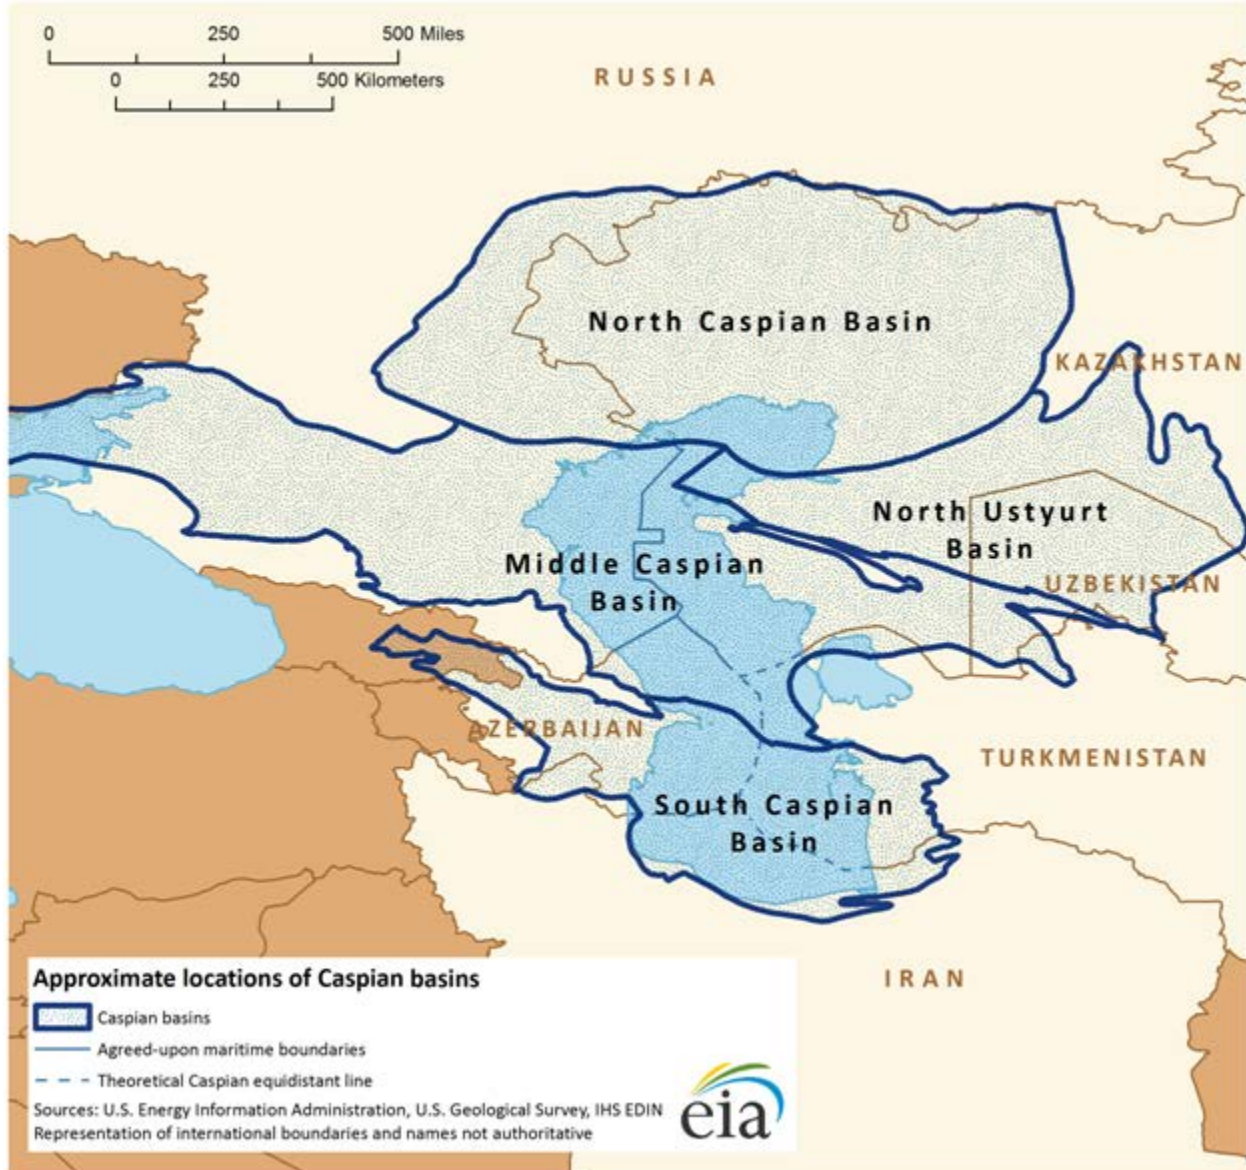 0 250 500 Miles
0 250 500 Kilometers
RUSSIA
North Caspian Basin
KAZAKHSTAN
North Ustyurt
Basin
Middle Caspian
Basin
UZBEKISTAN
AZERBAIJAN
TURKMENISTAN
South Caspian
Basin
IRAN
Approximate locations of Caspian basins
Caspian basins
Agreed-upon maritime boundaries
Theoretical Caspian equidistant line
Sources: U.S. Energy Information Administration, U.S. Geological Survey, IHS EDIN
Representation of international boundaries and names not authoritative
eia